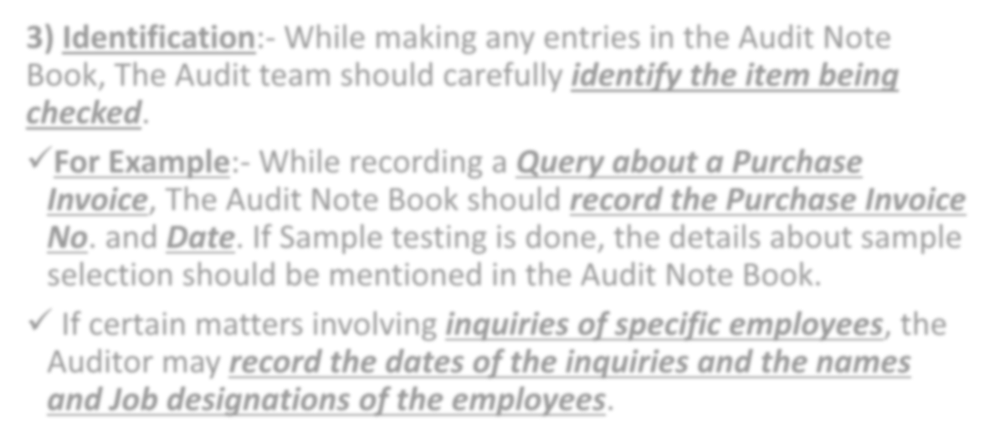 3) Identification:- While making any entries in the Audit Note
Book, The Audit team should carefully identify the item being
checked.
✓For Example:- While recording a Query about a Purchase
Invoice, The Audit Note Book should record the Purchase Invoice
No. and Date. If Sample testing is done, the details about sample
selection should be mentioned in the Audit Note Book.
✓ If certain matters involving inquiries of specific employees, the
Auditor may record the dates of the inquiries and the names
and Job designations of the employees.